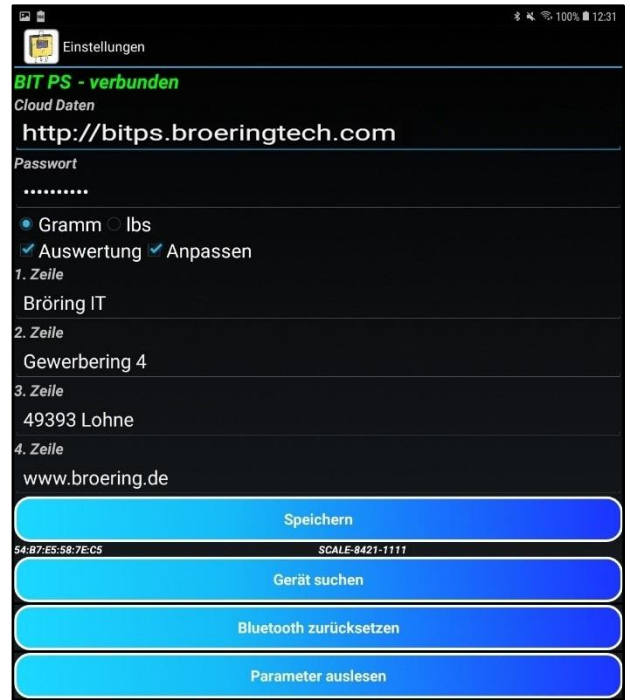 100% 12:31
Einstellungen
BIT PS - verbunden
Cloud Daten
http://bitps.broeringtech.com
Passwort
••••••••••
Gramm lbs
Auswertung Anpassen
1. Zeile
Bröring IT
2. Zeile
Gewerbering 4
3. Zeile
49393 Lohne
4. Zeile
www.broering.de
Speichern
54:B7:E5:58:7E:C5 SCALE-8421-1111
Gerät suchen
Bluetooth zurücksetzen
Parameter auslesen